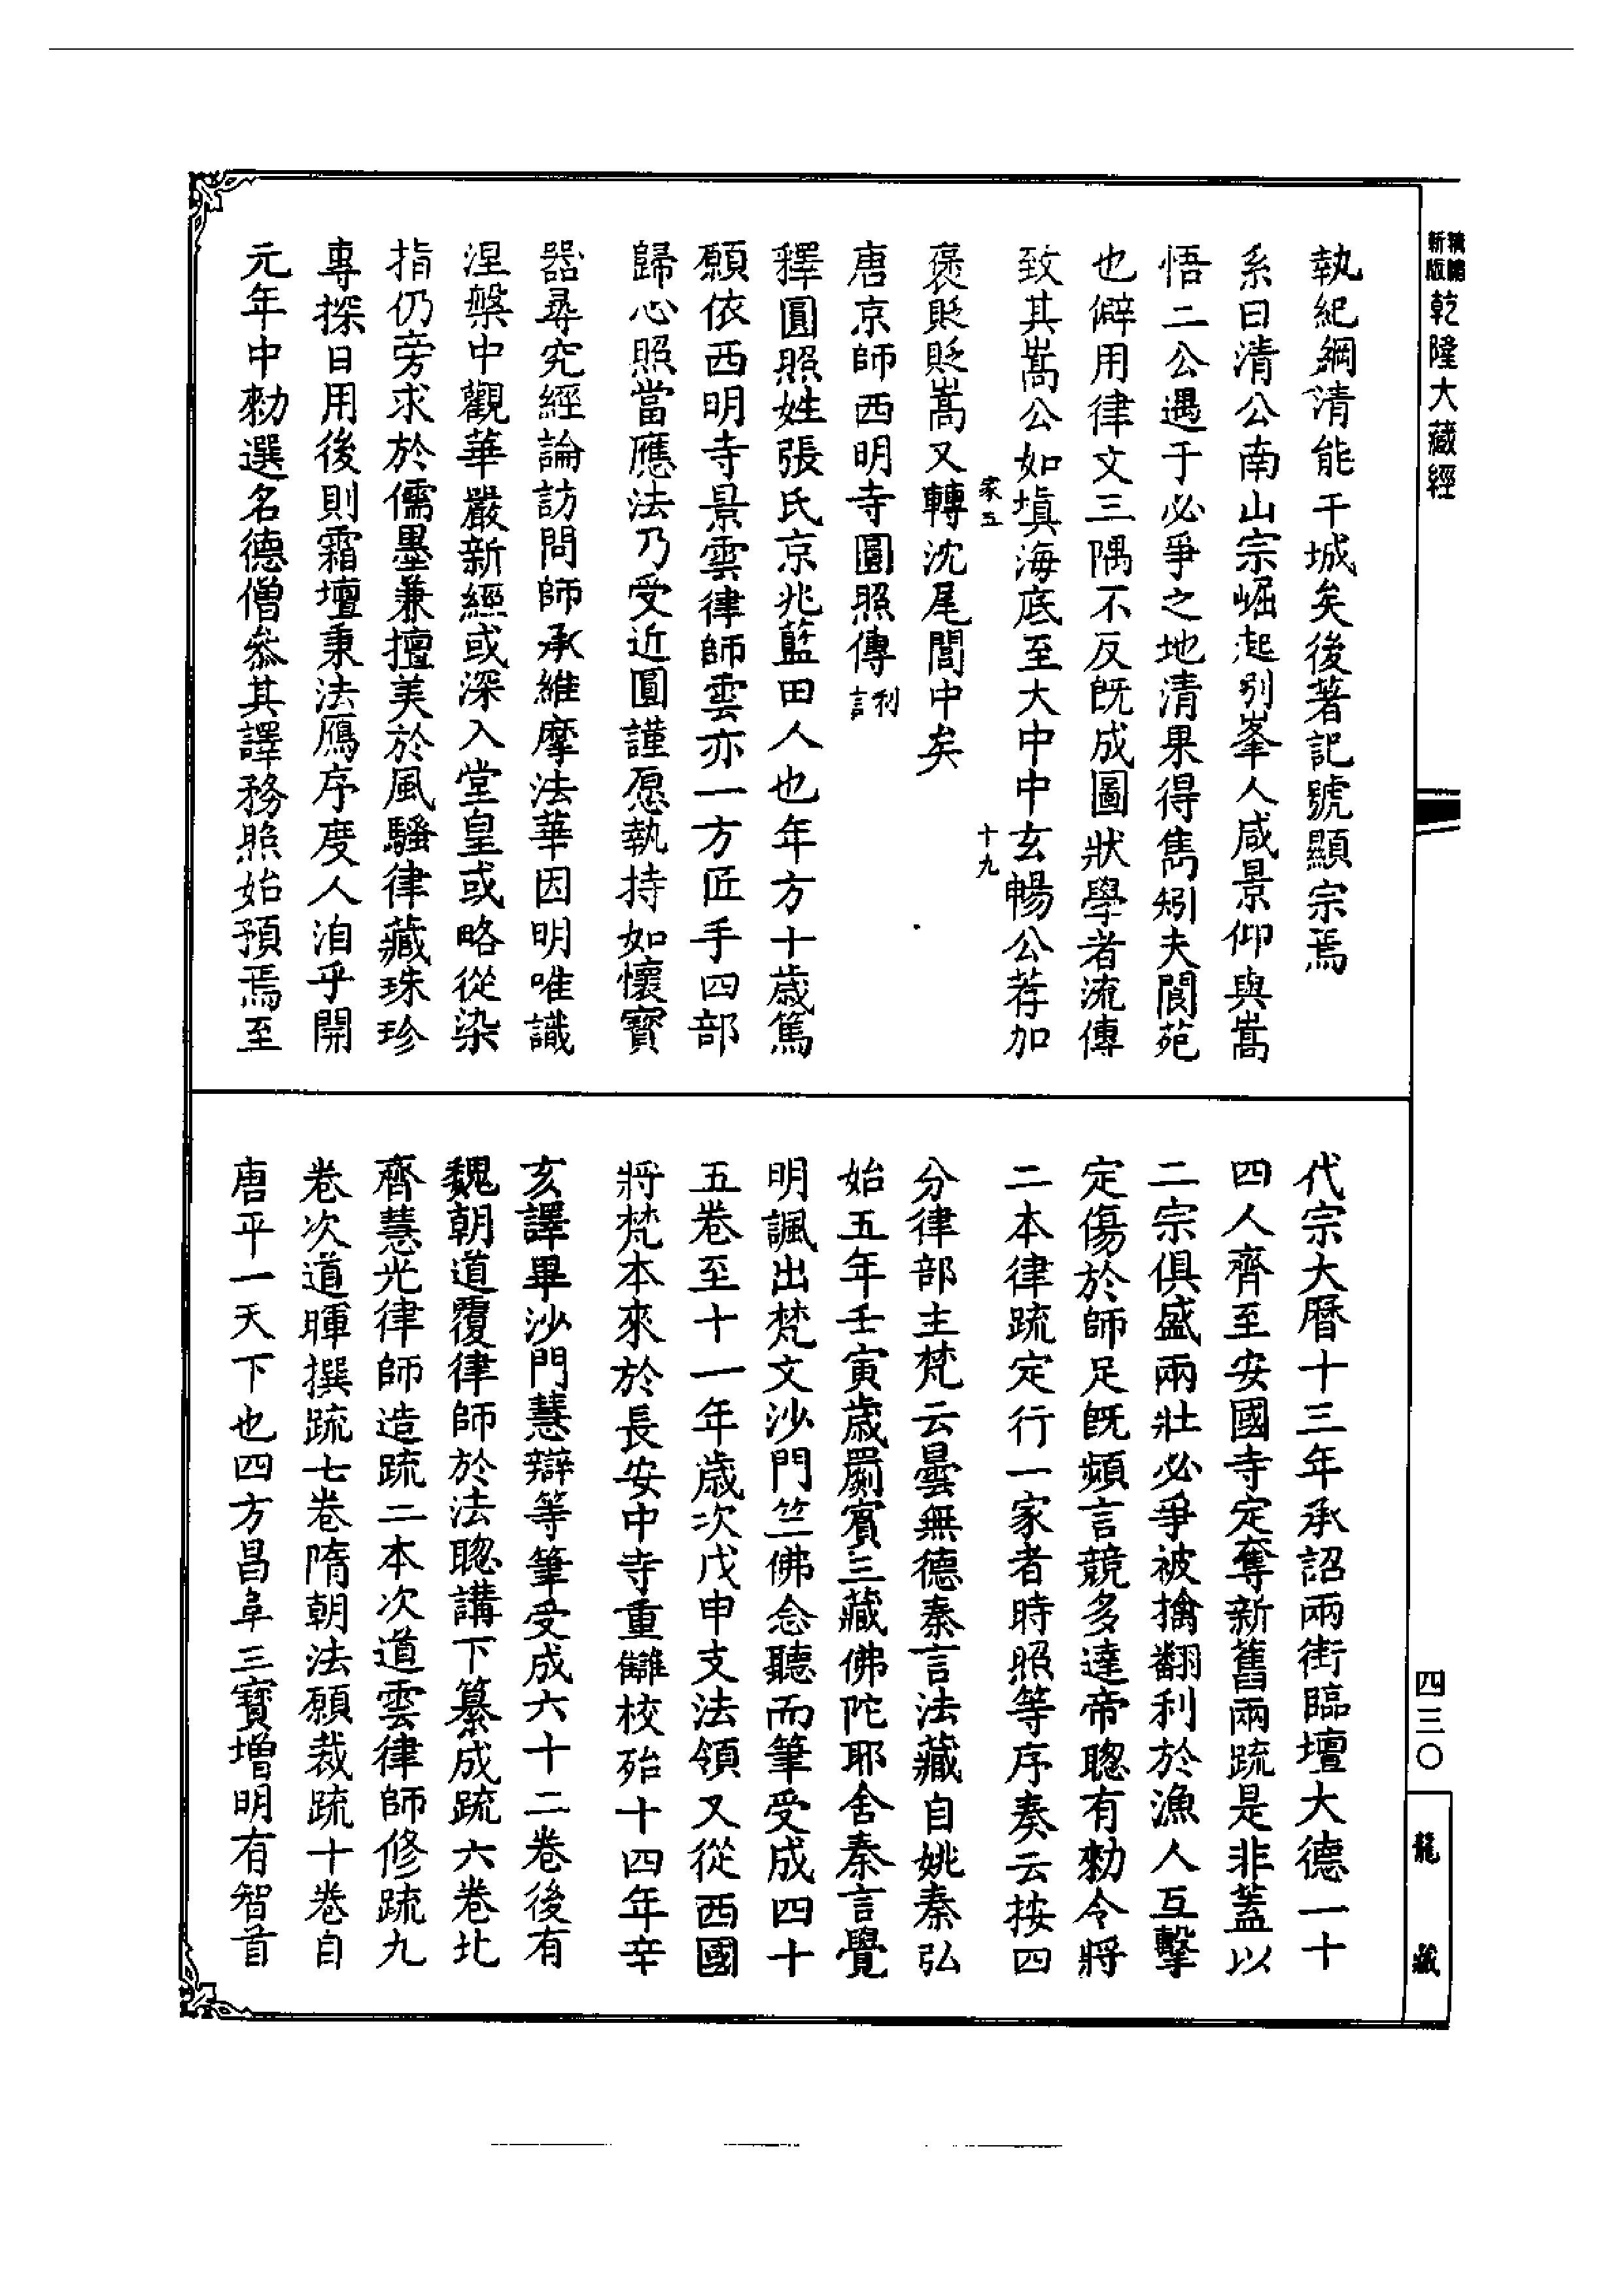 新版精縮乾隆大藏經
執紀綱清能干城矣後著記號顯宗焉
系曰清公南山宗崛起別峯人咸景仰與嵩
悟二公遇于必爭之地清果得雋矧夫閬苑
也僻用律文三隅不反旣成圖狀學者流傳
致其嵩公如塡海底至大中中玄暢公荐加
家五
十九
褒貶貶嵩又轉沈尾閭中矣
唐京師西明寺圓照傳利言
釋圓照姓張氏京兆藍田人也年方十歲篤
願依西明寺景雲律師雲亦一方匠手四部
歸心照當應法乃受近圓謹愿執持如懷寶
器尋究經論訪問師承維摩法華因明唯識
涅槃中觀華嚴新經或深入堂皇或略從染
指仍旁求於儒墨兼擅美於風騷律藏珠珍
專探日用後則霜壇秉法鴈序度人洎乎開
元年中勑選名德僧叅其譯務照始預焉至
代宗大曆十三年承詔兩街臨壇大德一十
四人齊至安國寺定奪新舊兩疏是非蓋以
二宗俱盛兩壯必爭被擒翻利於漁人互擊
定傷於師足旣頻言競多達帝聰有勑令將
二本律疏定行一家者時照等序奏云按四
分律部主梵云曇無德秦言法藏自姚秦弘
始五年壬寅歲罽賓三藏佛陀耶舍秦言覺
明諷出梵文沙門竺佛念聽而筆受成四十
五卷至十一年歲次戊申支法領又從西國
將梵本來於長安中寺重讎校殆十四年辛
亥譯畢沙門慧辯等筆受成六十二卷後有
魏朝道覆律師於法聰講下纂成疏六卷北
齊慧光律師造疏二本次道雲律師修疏九
卷次道暉撰疏七卷隋朝法願裁疏十卷自
唐平一天下也四方昌阜三寶增明有智首
四三〇
龍藏